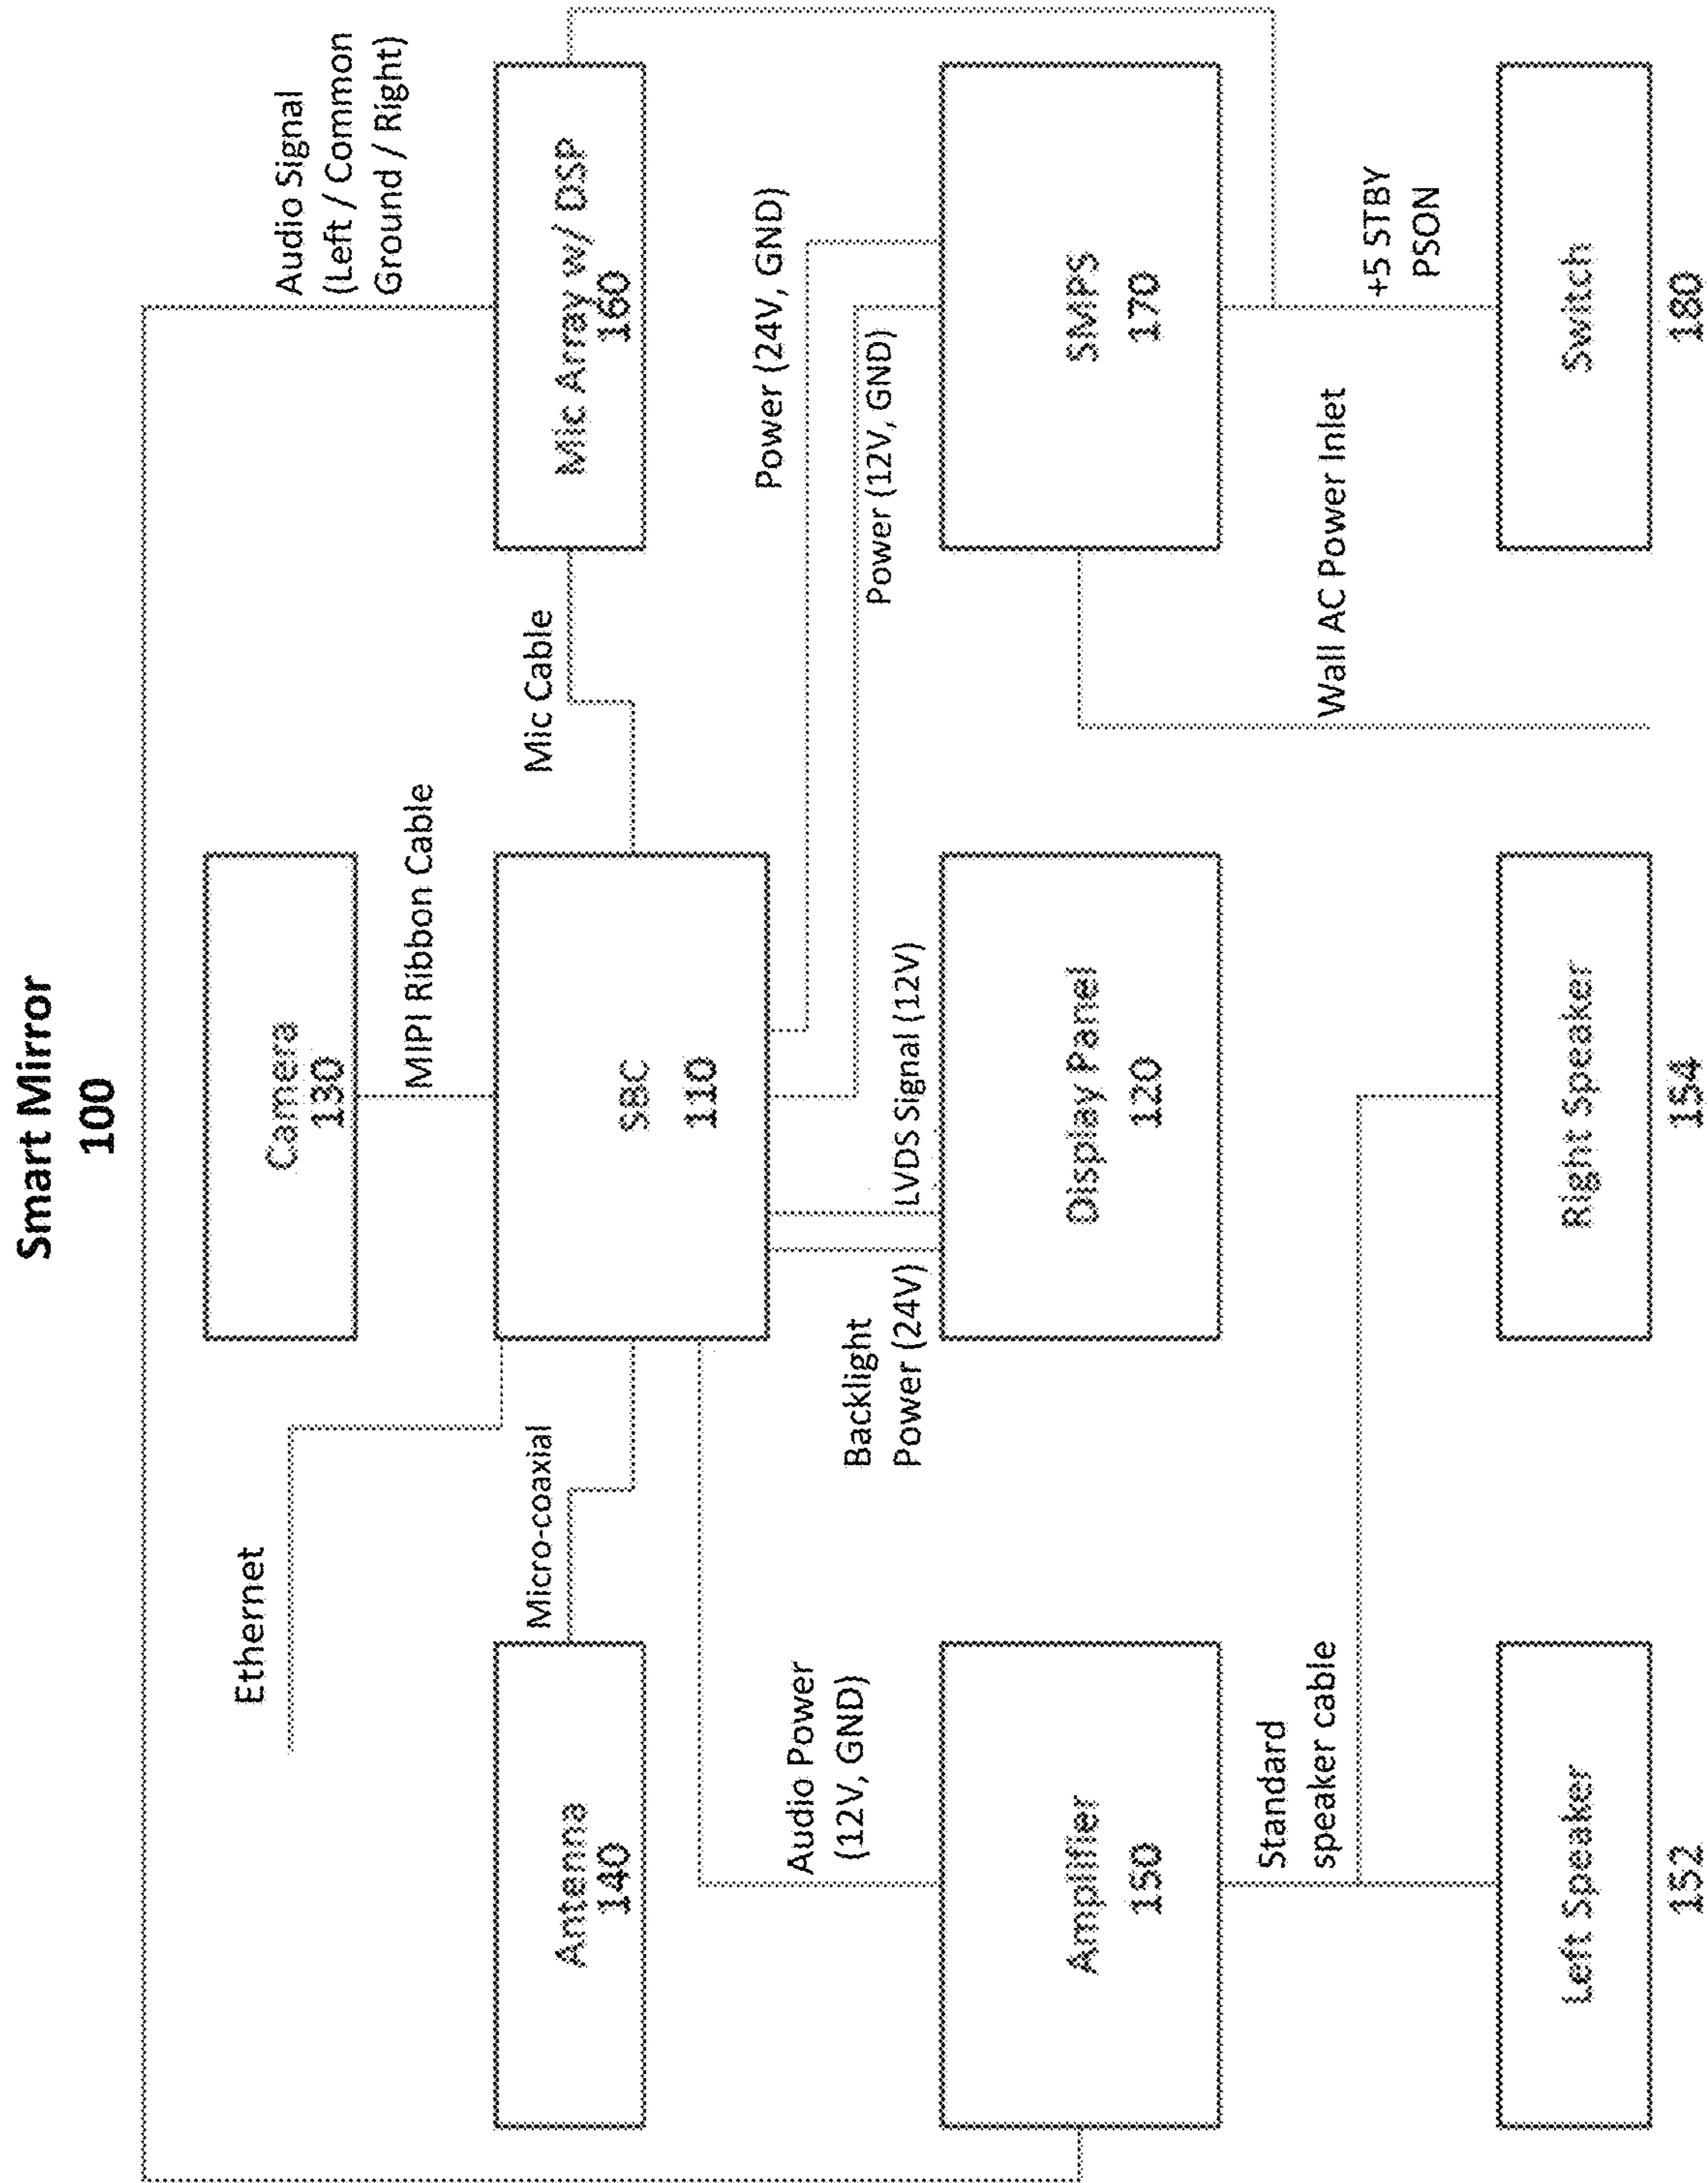 Smart Mirror
100
Ethernet
Camera
130
MIPI Ribbon Cable
Audio Signal
(Left / Common
Ground / Right)
Antenna
140
Micro-coaxial
SBC
110
Mic Cable
Mic Array w/ DSP
160
Audio Power
(12V, GND)
Backlight
Power (24V)
LVDS Signal (12V)
Power (24V, GND)
Power (12V, GND)
Amplifier
150
Display Panel
120
SMPS
170
Standard
speaker cable
Wall AC Power Inlet
+5 STBY
PSON
Left Speaker
152
Right Speaker
154
Switch
180